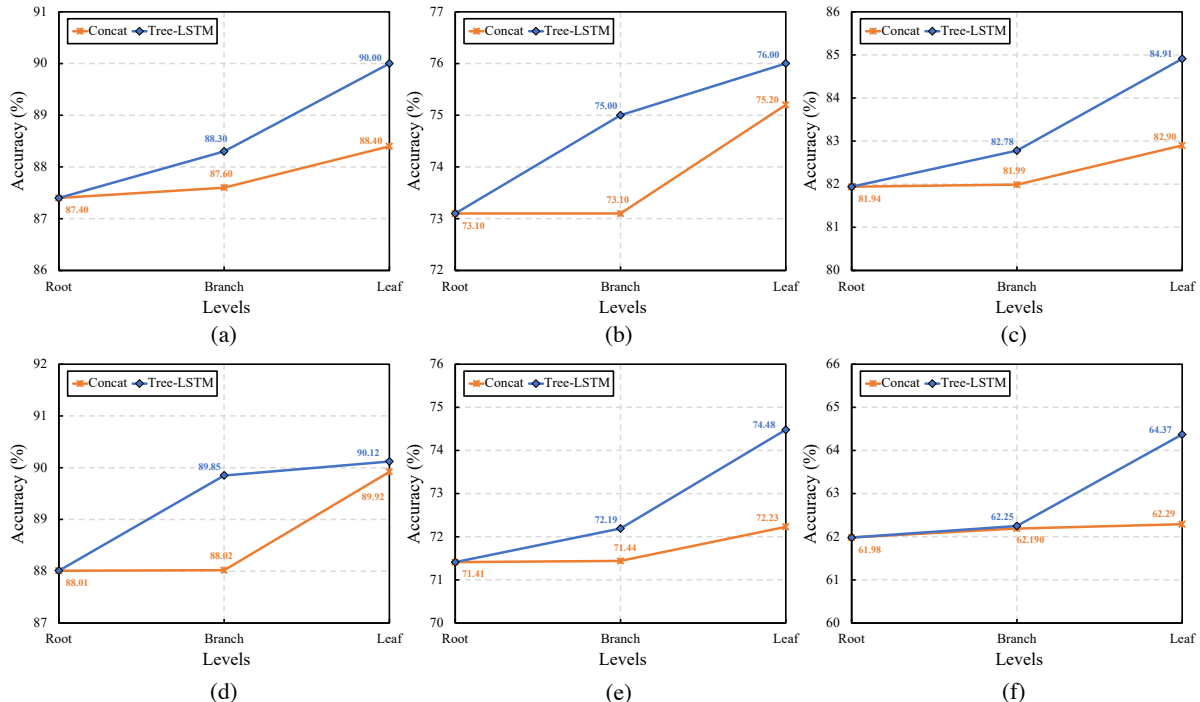 91
Concat Tree-LSTM
90
89
88
87
86
Accuracy (%)
90.00
88.30
88.40
87.60
87.40
Root Branch Leaf
Levels
(a)
77
Concat Tree-LSTM
76
75
74
73
72
Accuracy (%)
76.00
75.00
75.20
73.10
73.10
Root Branch Leaf
Levels
(b)
86
Concat Tree-LSTM
85
84
83
82
81
80
Accuracy (%)
84.91
82.78
82.90
81.99
81.94
Root Branch Leaf
Levels
(c)
92
Concat Tree-LSTM
91
90
89
88
87
Accuracy (%)
90.12
89.85
89.92
88.02
88.01
Root Branch Leaf
Levels
(d)
76
Concat Tree-LSTM
75
74
73
72
71
70
Accuracy (%)
74.48
72.19
72.23
71.44
71.41
Root Branch Leaf
Levels
(e)
66
Concat Tree-LSTM
65
64
63
62
61
60
Accuracy (%)
64.37
62.25
62.29
62.190
61.98
Root Branch Leaf
Levels
(f)